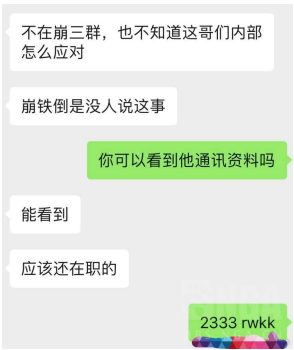 不在崩三群，也不知道这哥们内部
怎么应对
崩铁倒是没人说这事
你可以看到他通讯资料吗
能看到
应该还在职的
2333 rwkk